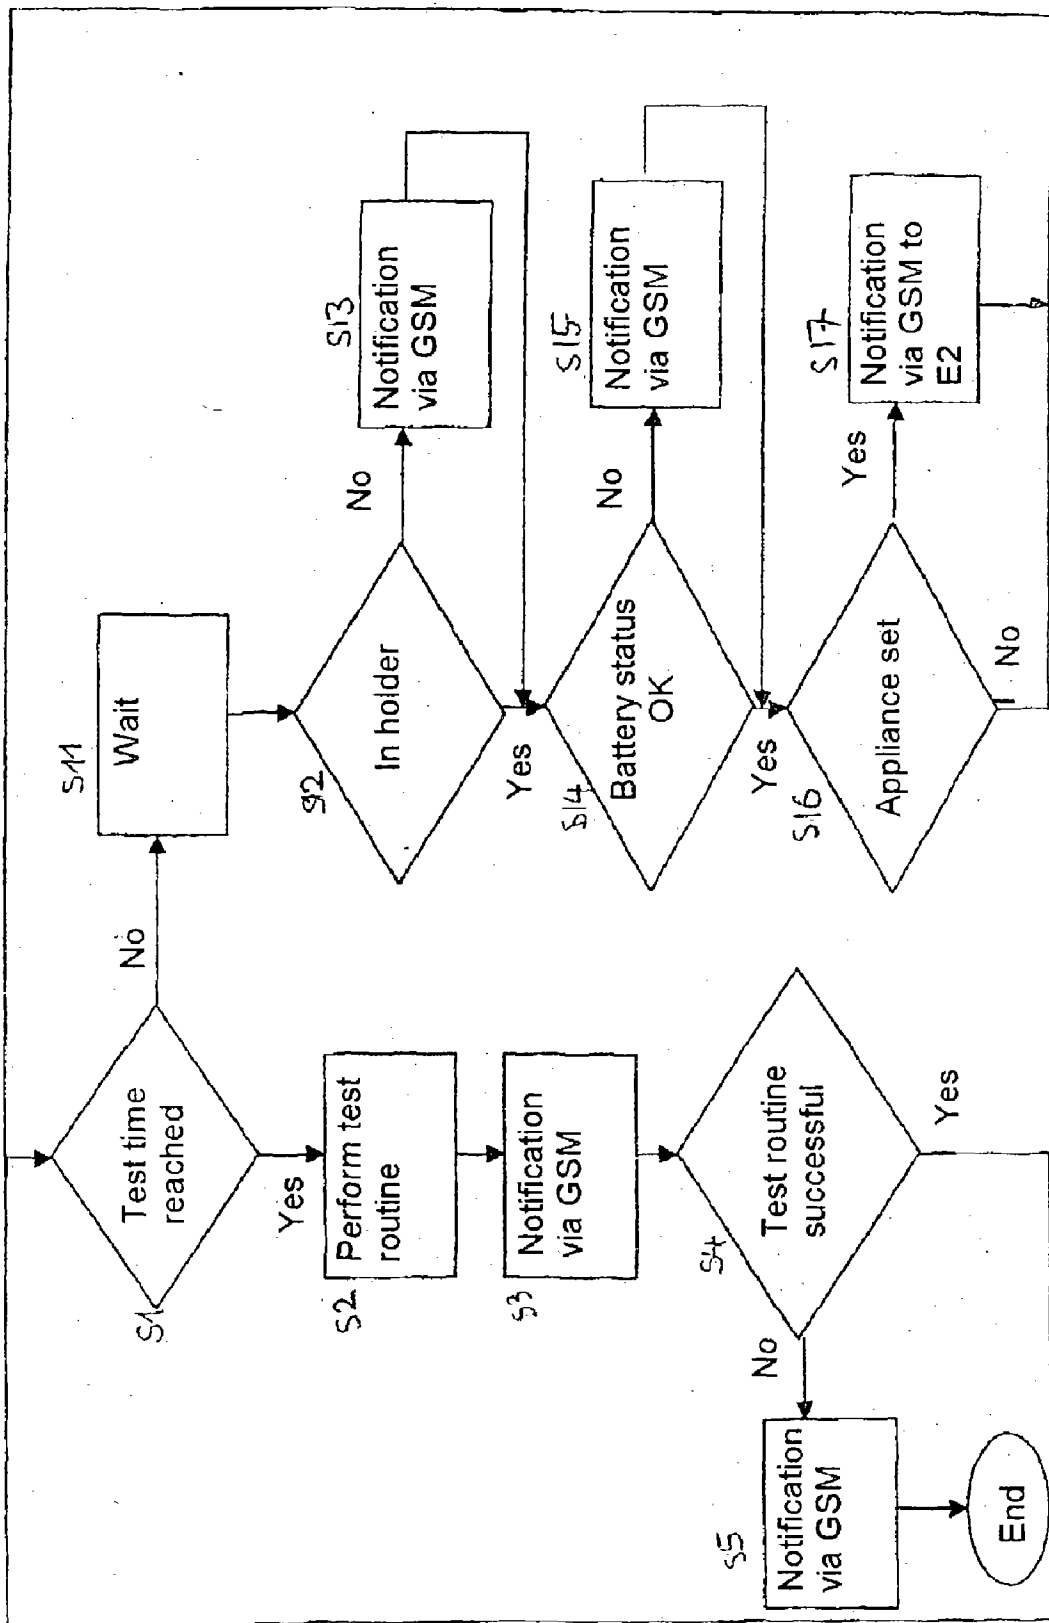 S1
Test time
reached
No
Yes
S11
Wait
S2
Perform test
routine
S3
Notification
via GSM
S4
Test routine
successful
No
Yes
S5
Notification
via GSM
End
S2
In holder
No
Yes
S13
Notification
via GSM
S14
Battery status
OK
No
Yes
S15
Notification
via GSM
S16
Appliance set
Yes
No
S17
Notification
via GSM to
E2